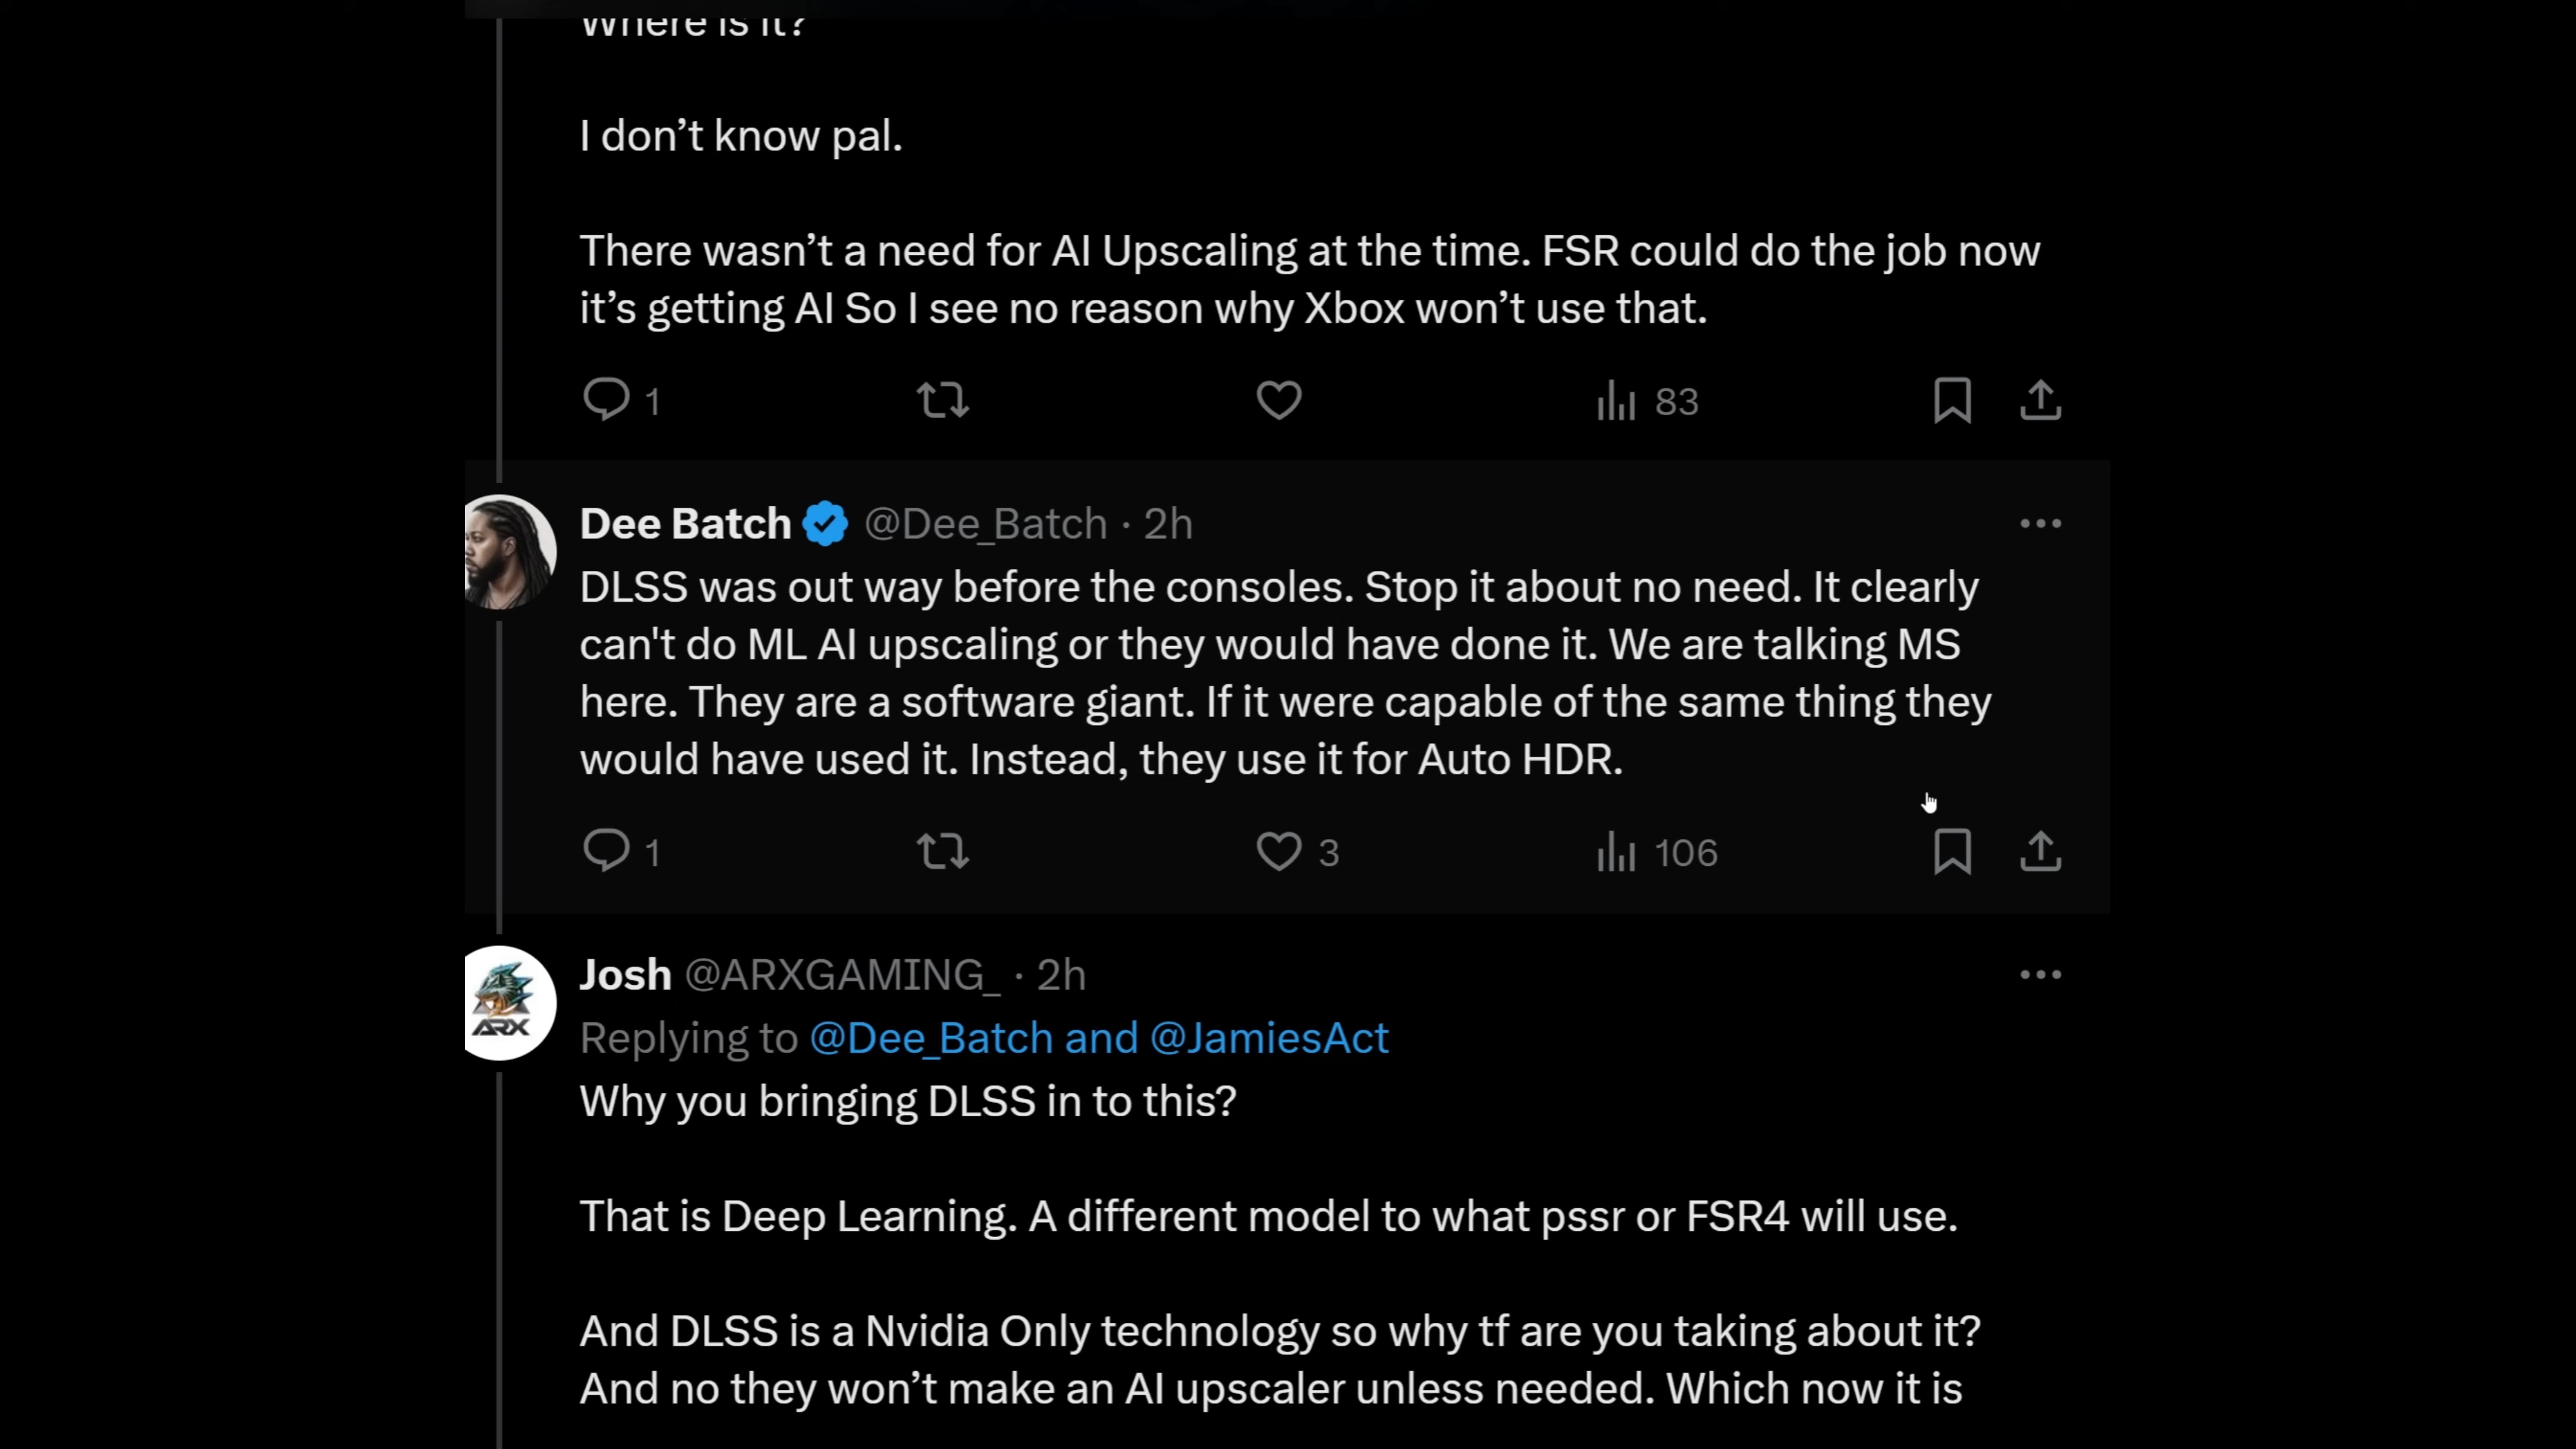 Where is it?
I don’t know pal.
There wasn’t a need for AI Upscaling at the time. FSR could do the job now
it’s getting AI So I see no reason why Xbox won’t use that.
1
83
Dee Batch @Dee_Batch · 2h
DLSS was out way before the consoles. Stop it about no need. It clearly
can't do ML AI upscaling or they would have done it. We are talking MS
here. They are a software giant. If it were capable of the same thing they
would have used it. Instead, they use it for Auto HDR.
1
3
106
ARX
Josh @ARXGAMING_ · 2h
Replying to @Dee_Batch and @JamiesAct
Why you bringing DLSS in to this?
That is Deep Learning. A different model to what pssr or FSR4 will use.
And DLSS is a Nvidia Only technology so why tf are you taking about it?
And no they won’t make an AI upscaler unless needed. Which now it is